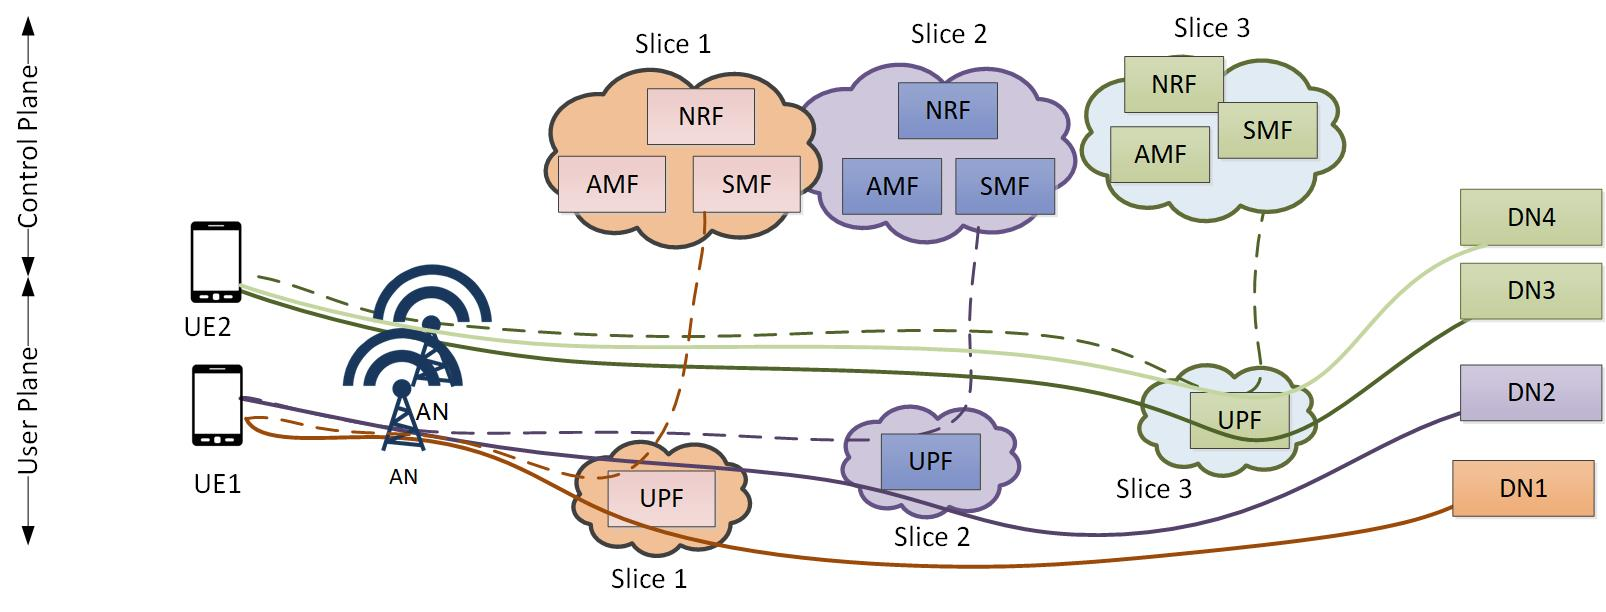 Control Plane
User Plane
Slice 1
Slice 2
Slice 3
NRF
AMF
SMF
NRF
AMF
SMF
NRF
SMF
AMF
UE2
UE1
AN
AN
UPF
Slice 1
UPF
Slice 2
UPF
Slice 3
DN4
DN3
DN2
DN1